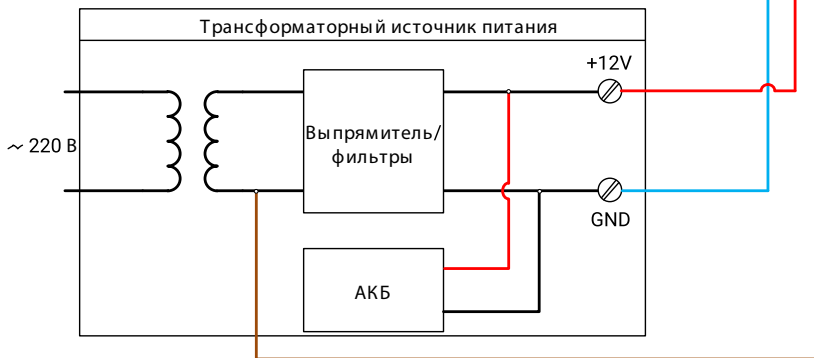 Трансформаторный источник питания
+12V
~ 220 В
Выпрямитель/
фильтры
GND
АКБ